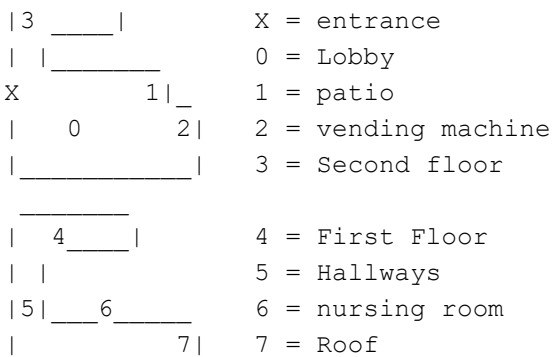 |3 ____| X = entrance
| |_______ 0 = Lobby
X 1|_ 1 = patio
| 0 2| 2 = vending machine
|___________| 3 = Second floor
_______
| 4____| 4 = First Floor
| | 5 = Hallways
|5|___6_____ 6 = nursing room
| 7| 7 = Roof